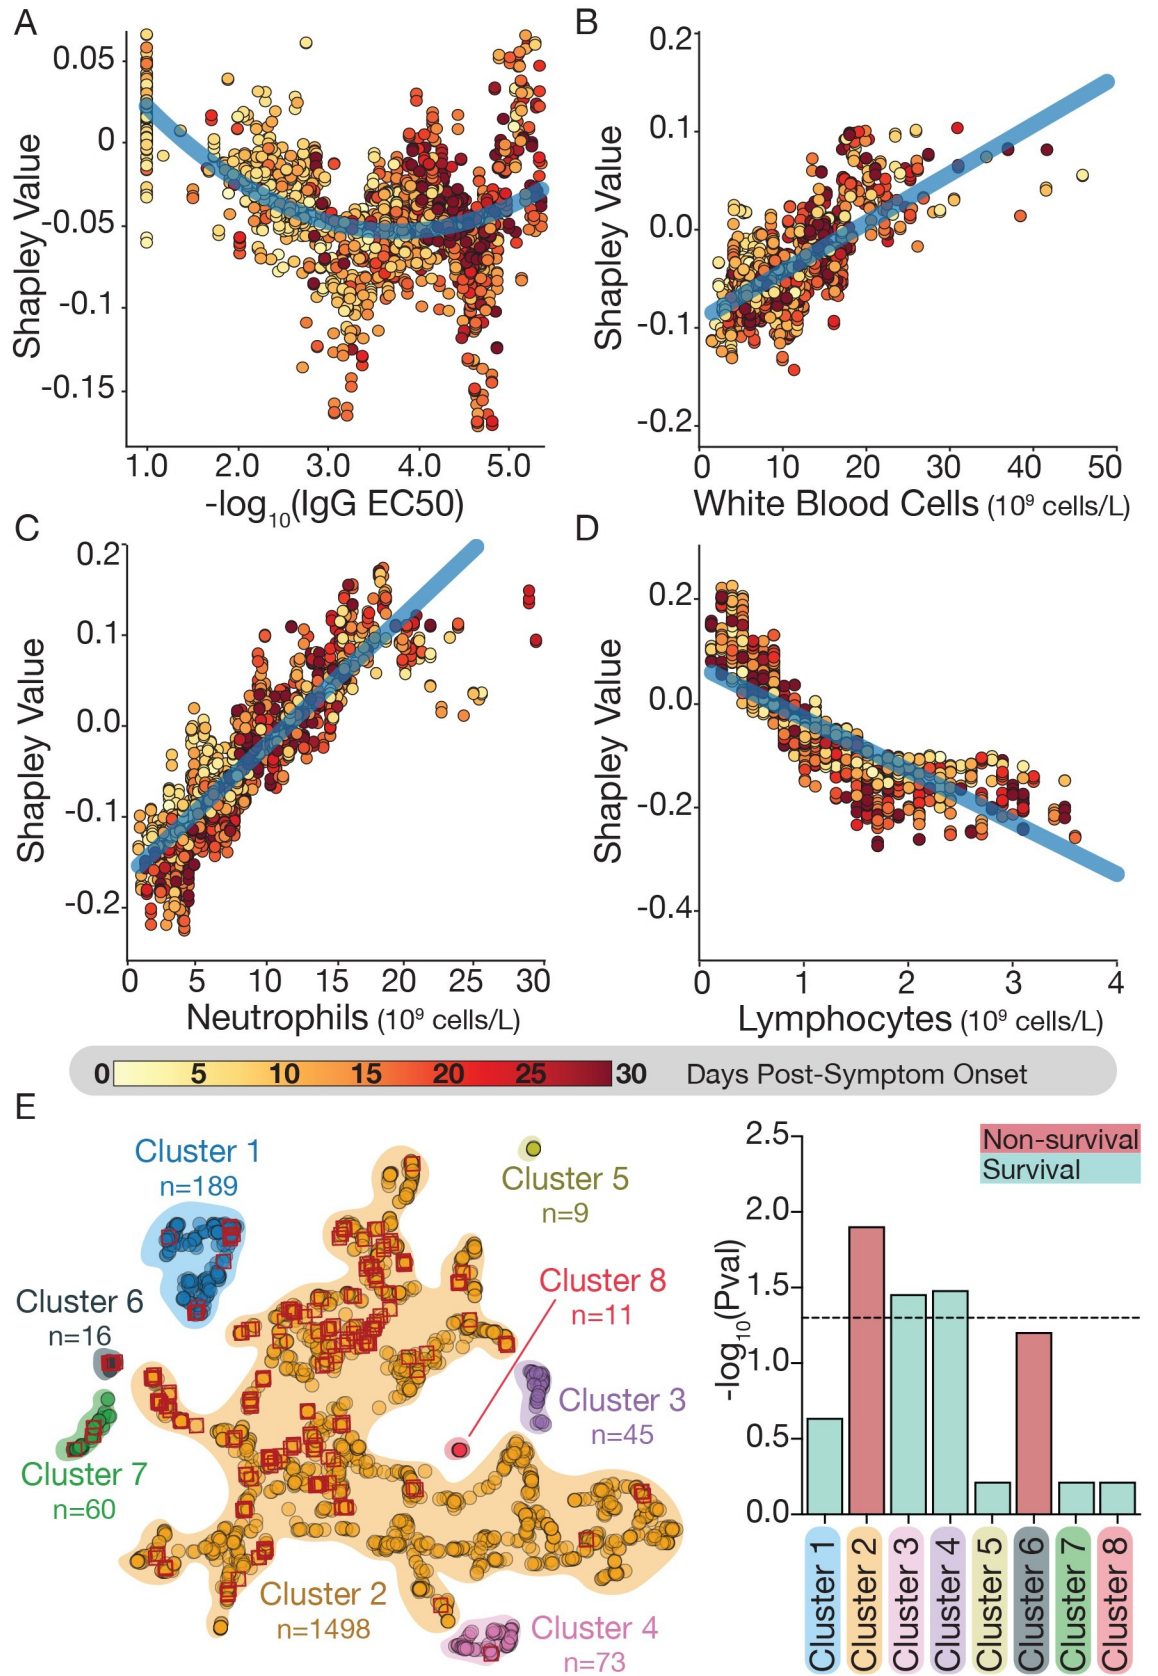 A
0.05
0
-0.05
-0.1
-0.15
Shapley Value
1.0 2.0 3.0 4.0 5.0
-log10(IgG EC50)
B
0.2
0.1
0.0
-0.1
-0.2
Shapley Value
0 10 20 30 40 50
White Blood Cells (10⁹ cells/L)
C
0.2
0.1
0.0
-0.1
-0.2
Shapley Value
0 5 10 15 20 25 30
Neutrophils (10⁹ cells/L)
D
0.2
0.0
-0.2
-0.4
Shapley Value
0 1 2 3 4
Lymphocytes (10⁹ cells/L)
0 5 10 15 20 25 30 Days Post-Symptom Onset
E
Cluster 1
n=189
Cluster 5
n=9
Cluster 8
n=11
Cluster 6
n=16
Cluster 3
n=45
Cluster 7
n=60
Cluster 2
n=1498
Cluster 4
n=73
2.5
2.0
1.5
1.0
0.5
0.0
-log10(Pval)
Non-survival
Survival
Cluster 1
Cluster 2
Cluster 3
Cluster 4
Cluster 5
Cluster 6
Cluster 7
Cluster 8